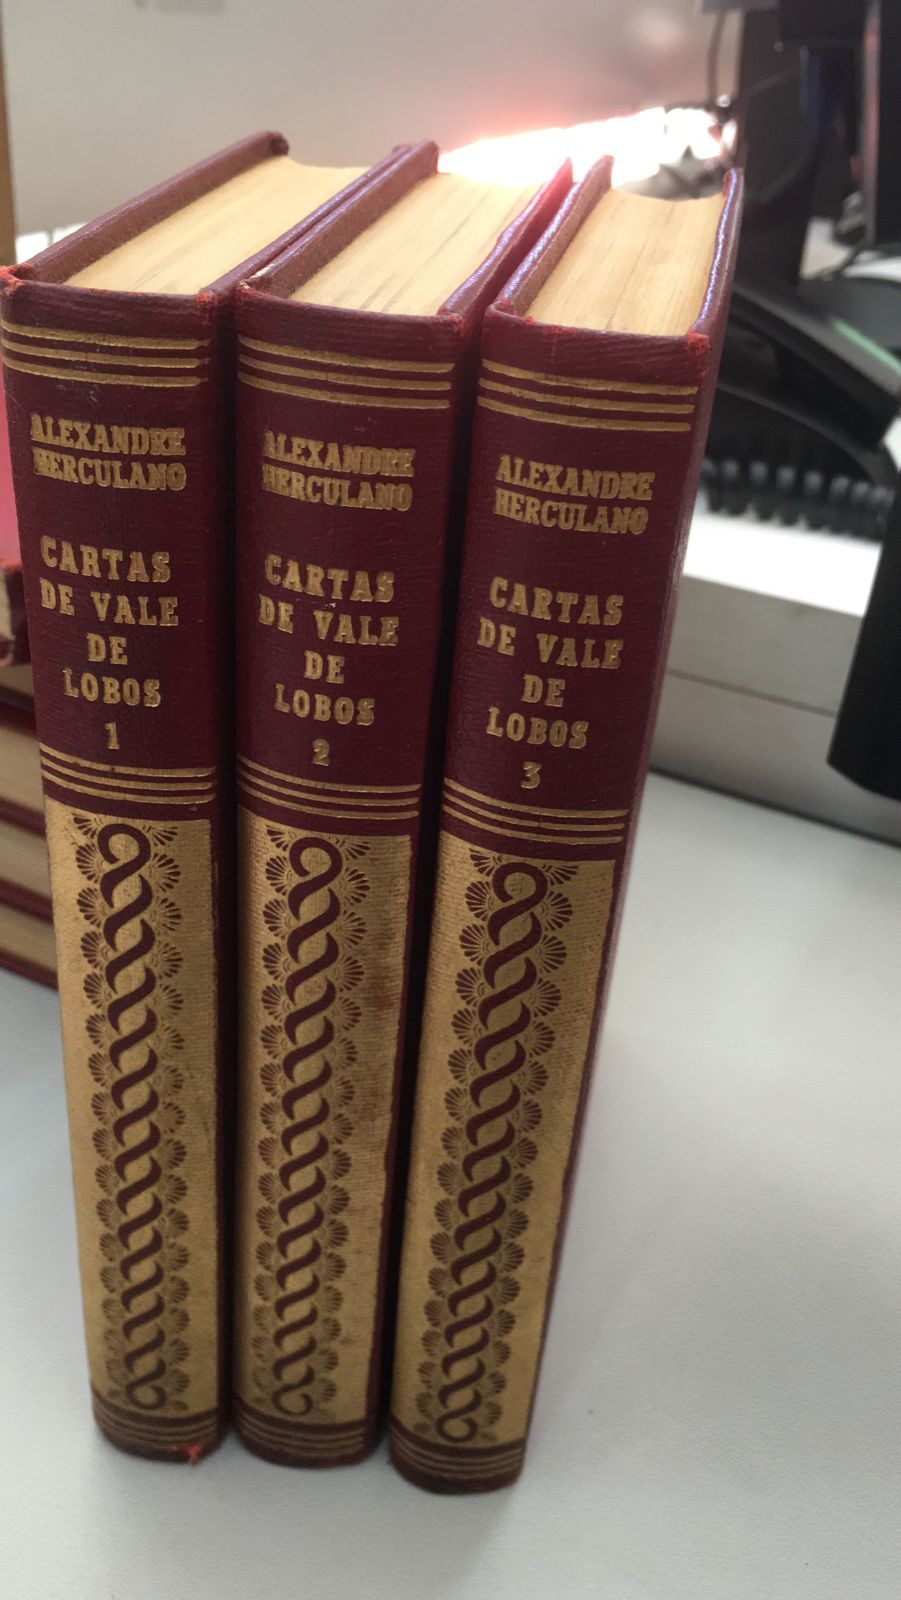 ALEXANDRE
HERCULANO
CARTAS
DE VALE
DE
LOBOS
1
ALEXANDRE
HERCULANO
CARTAS
DE VALE
DE
LOBOS
2
ALEXANDRE
HERCULANO
CARTAS
DE VALE
DE
LOBOS
3